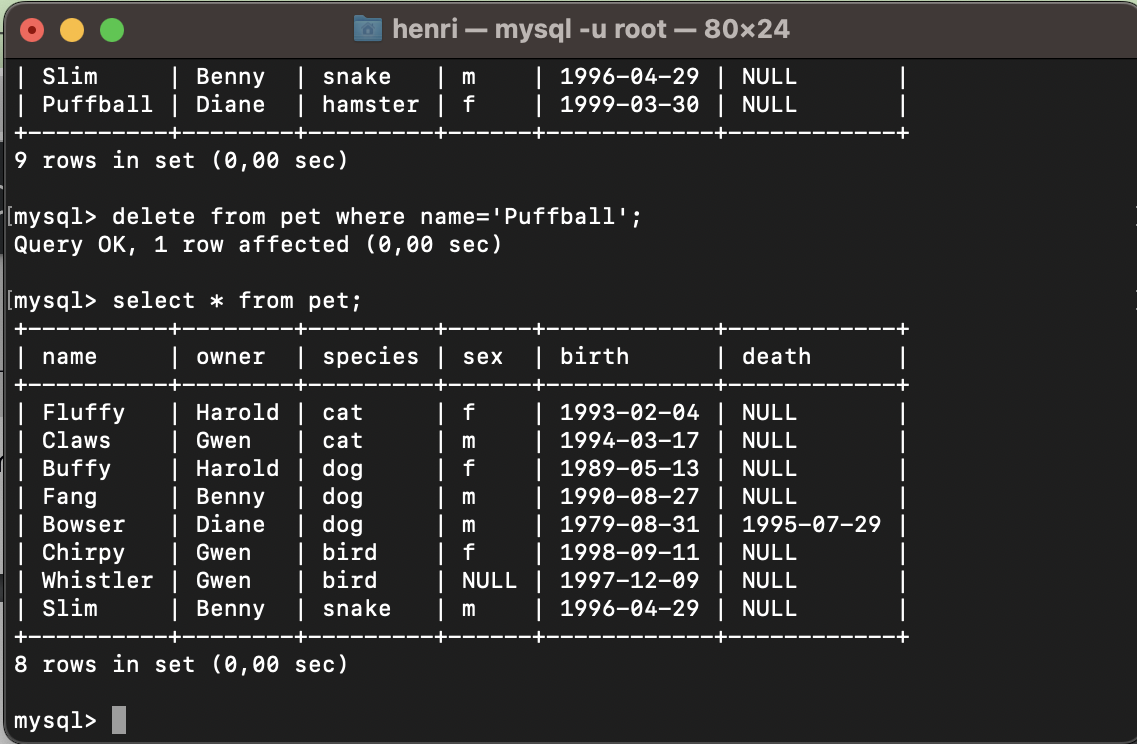 henri — mysql -u root — 80×24
| Slim     | Benny  | snake   | m    | 1996-04-29 | NULL       |
| Puffball | Diane  | hamster | f    | 1999-03-30 | NULL       |
+----------+--------+---------+------+------------+------------+
9 rows in set (0,00 sec)

[mysql> delete from pet where name='Puffball';
Query OK, 1 row affected (0,00 sec)

[mysql> select * from pet;
+----------+--------+---------+------+------------+------------+
| name     | owner  | species | sex  | birth      | death      |
+----------+--------+---------+------+------------+------------+
| Fluffy   | Harold | cat     | f    | 1993-02-04 | NULL       |
| Claws    | Gwen   | cat     | m    | 1994-03-17 | NULL       |
| Buffy    | Harold | dog     | f    | 1989-05-13 | NULL       |
| Fang     | Benny  | dog     | m    | 1990-08-27 | NULL       |
| Bowser   | Diane  | dog     | m    | 1979-08-31 | 1995-07-29 |
| Chirpy   | Gwen   | bird    | f    | 1998-09-11 | NULL       |
| Whistler | Gwen   | bird    | NULL | 1997-12-09 | NULL       |
| Slim     | Benny  | snake   | m    | 1996-04-29 | NULL       |
+----------+--------+---------+------+------------+------------+
8 rows in set (0,00 sec)

mysql>